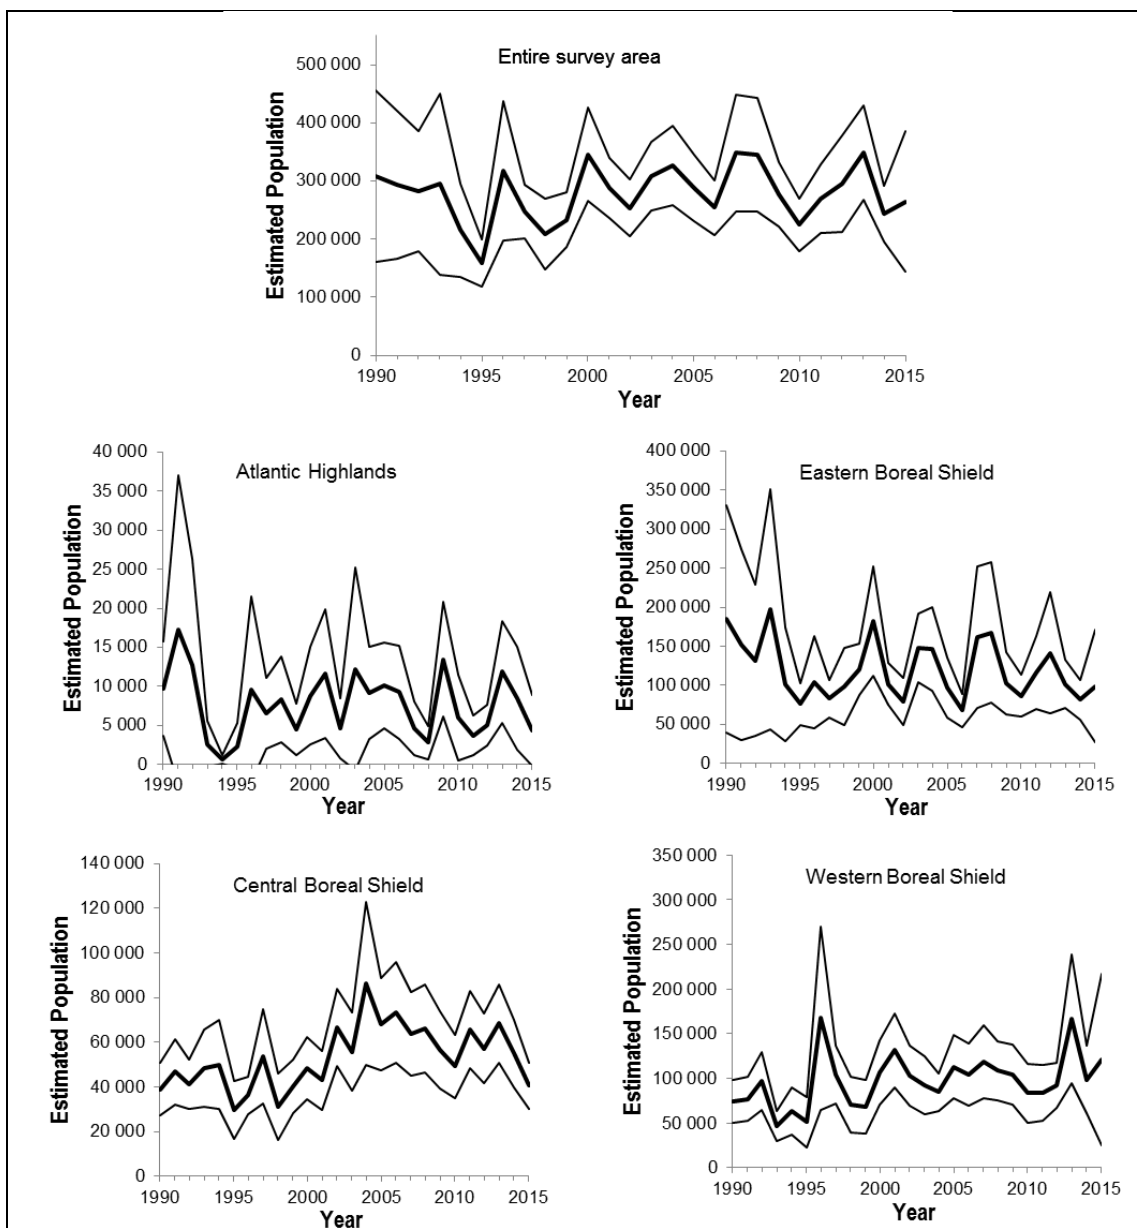 Entire survey area
Estimated Population
500 000
400 000
300 000
200 000
100 000
0
1990 1995 2000 2005 2010 2015
Year
Atlantic Highlands
Estimated Population
40 000
35 000
30 000
25 000
20 000
15 000
10 000
5 000
0
1990 1995 2000 2005 2010 2015
Year
Eastern Boreal Shield
Estimated Population
400 000
350 000
300 000
250 000
200 000
150 000
100 000
50 000
0
1990 1995 2000 2005 2010 2015
Year
Central Boreal Shield
Estimated Population
140 000
120 000
100 000
80 000
60 000
40 000
20 000
0
1990 1995 2000 2005 2010 2015
Year
Western Boreal Shield
Estimated Population
350 000
300 000
250 000
200 000
150 000
100 000
50 000
0
1990 1995 2000 2005 2010 2015
Year